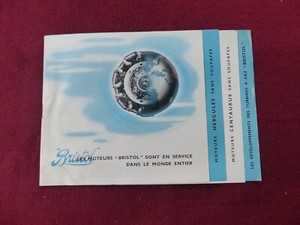 Bristol
LES MOTEURS "BRISTOL" SONT EN SERVICE
DANS LE MONDE ENTIER
MOTEURS HERCULES SANS SOUPAPES
MOTEURS CENTAURUS SANS SOUPAPES
LES DEVELOPPEMENTS DES TURBINES A GAZ "BRISTOL"